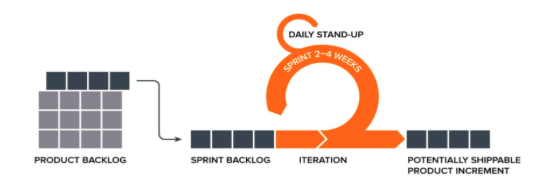 DAILY STAND-UP
SPRINT 2–4 WEEKS
PRODUCT BACKLOG
SPRINT BACKLOG
ITERATION
POTENTIALLY SHIPPABLE
PRODUCT INCREMENT